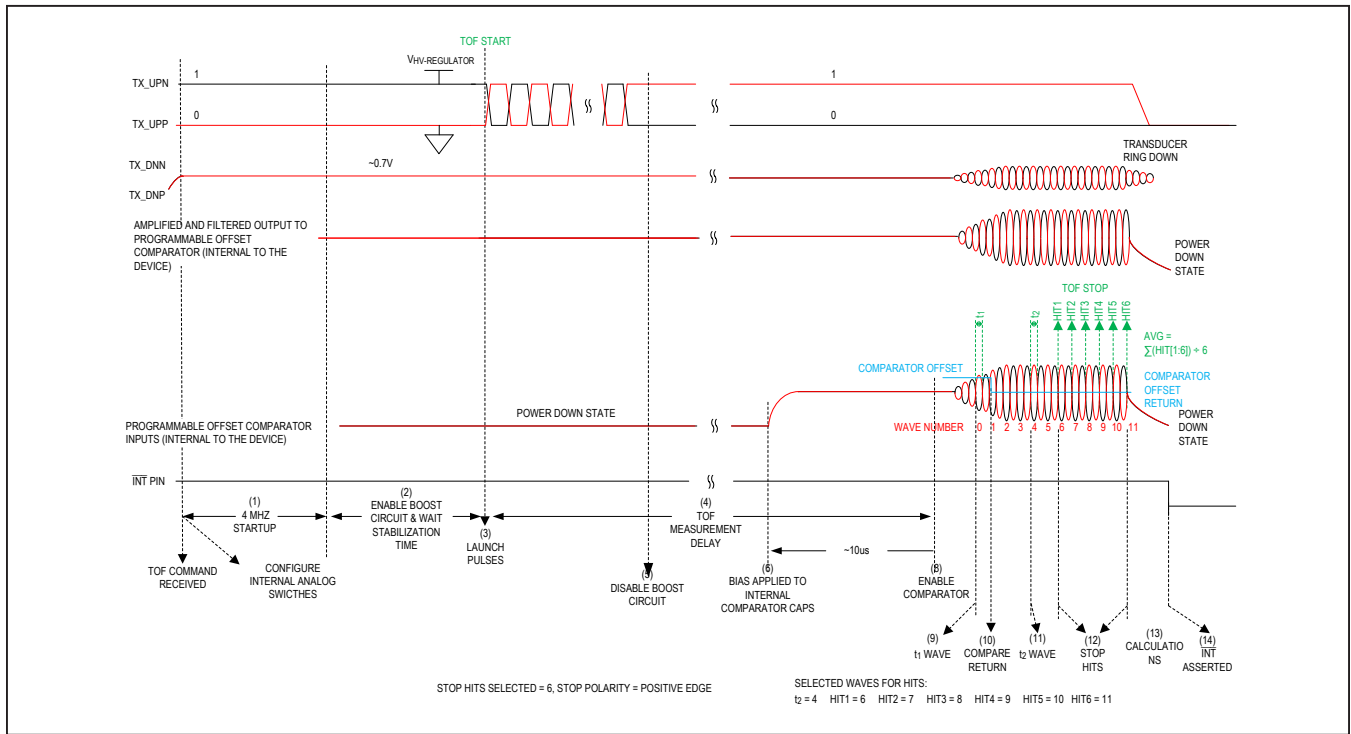 TOF START
VHV-REGULATOR
TX_UPN
1
1
TX_UPP
0
0
TX_DNN
~0.7V
TX_DNP
TRANSDUCER
RING DOWN
AMPLIFIED AND FILTERED OUTPUT TO
PROGRAMMABLE OFFSET
COMPARATOR (INTERNAL TO THE
DEVICE)
POWER
DOWN
STATE
TOF STOP
t1
t2
HIT1
HIT2
HIT3
HIT4
HIT5
HIT6
AVG =
∑(HIT[1:6]) ÷ 6
COMPARATOR OFFSET
COMPARATOR
OFFSET
RETURN
POWER DOWN STATE
POWER
DOWN
STATE
PROGRAMMABLE OFFSET COMPARATOR
INPUTS (INTERNAL TO THE DEVICE)
WAVE NUMBER 0 1 2 3 4 5 6 7 8 9 10 11
INT PIN
(1)
4 MHZ
STARTUP
(2)
ENABLE BOOST
CIRCUIT & WAIT
STABILIZATION
TIME
(3)
LAUNCH
PULSES
(4)
TOF
MEASUREMENT
DELAY
~10us
TOF COMMAND
RECEIVED
CONFIGURE
INTERNAL ANALOG
SWICTHES
(5)
DISABLE BOOST
CIRCUIT
(6)
BIAS APPLIED TO
INTERNAL
COMPARATOR CAPS
(8)
ENABLE
COMPARATOR
(9)
t1 WAVE
(10)
COMPARE
RETURN
(11)
t2 WAVE
(12)
STOP
HITS
(13)
CALCULATIO
NS
(14)
INT
ASSERTED
STOP HITS SELECTED = 6, STOP POLARITY = POSITIVE EDGE
SELECTED WAVES FOR HITS:
t2 = 4 HIT1 = 6 HIT2 = 7 HIT3 = 8 HIT4 = 9 HIT5 = 10 HIT6 = 11